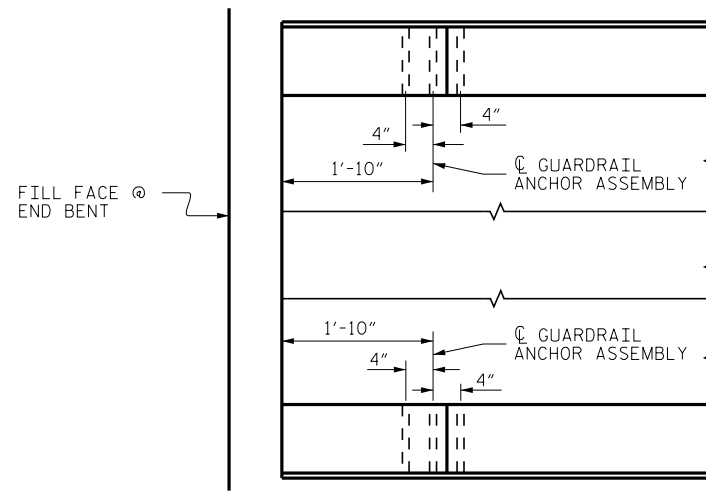 4"
4"
1'-10"
℄ GUARDRAIL
ANCHOR ASSEMBLY
FILL FACE @
END BENT
1'-10"
℄ GUARDRAIL
ANCHOR ASSEMBLY
4"
4"